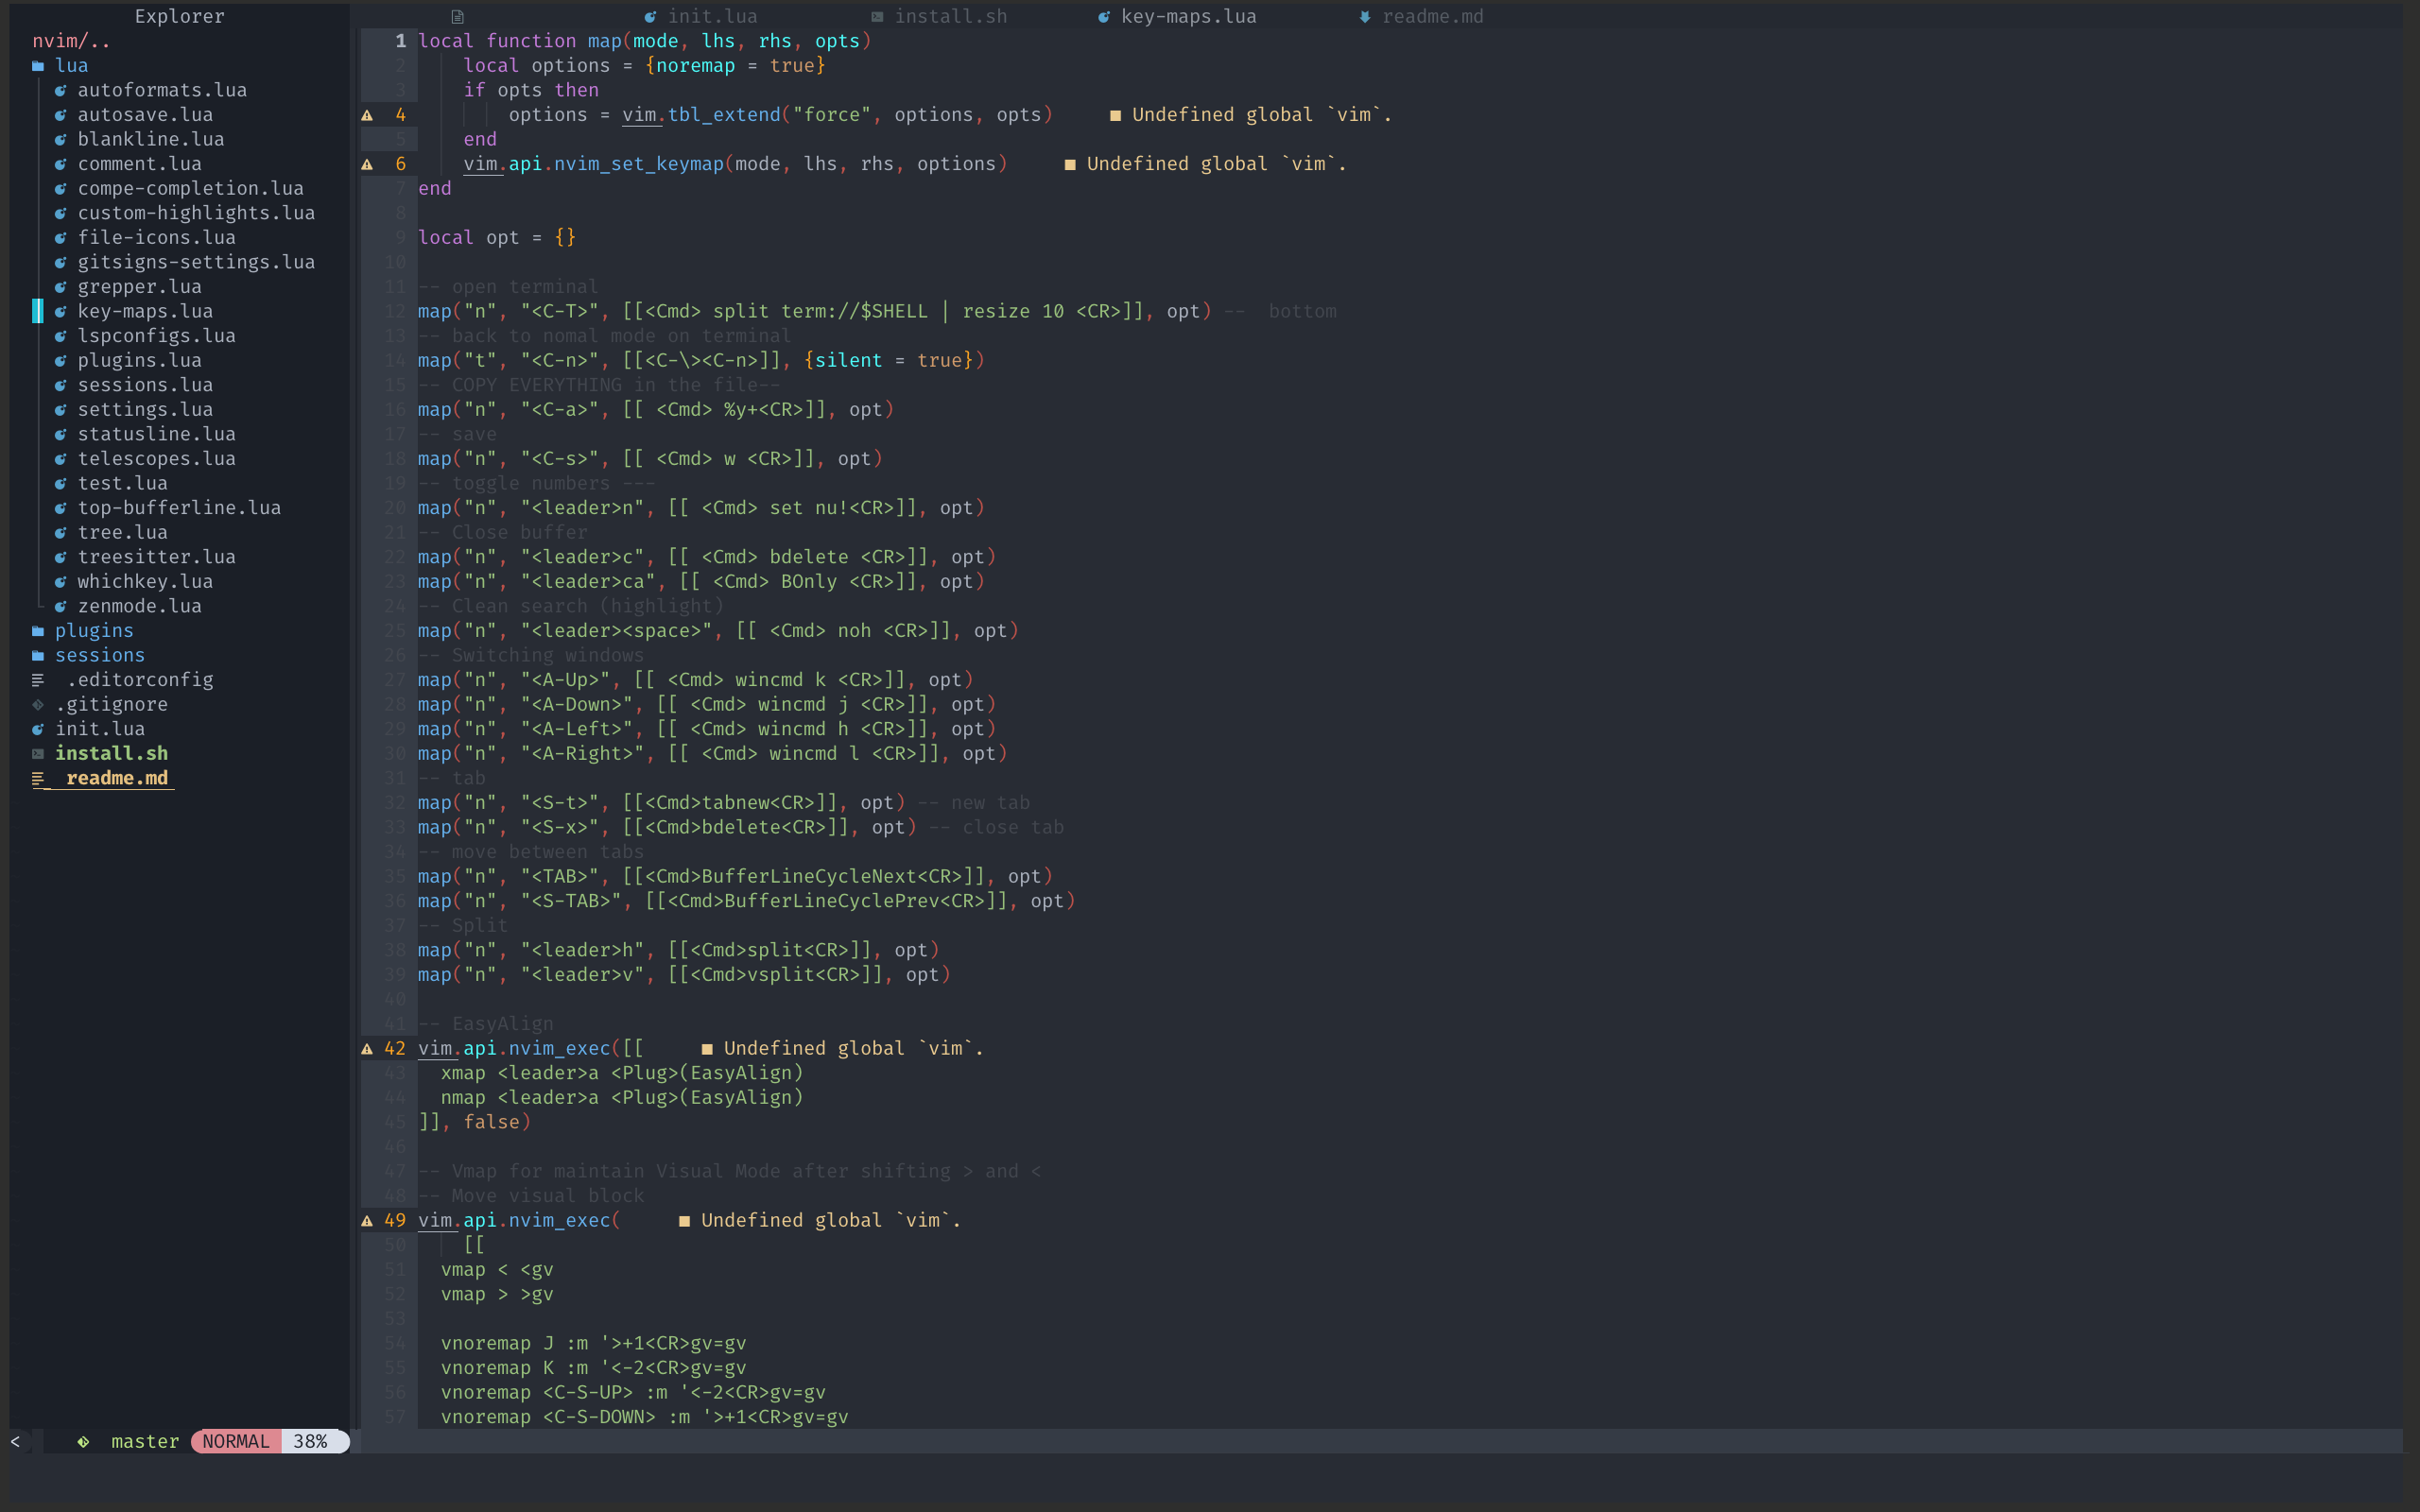 Explorer
nvim/..
lua
autoformats.lua
autosave.lua
blankline.lua
comment.lua
compe-completion.lua
custom-highlights.lua
file-icons.lua
gitsigns-settings.lua
grepper.lua
key-maps.lua
lspconfigs.lua
plugins.lua
sessions.lua
settings.lua
statusline.lua
telescopes.lua
test.lua
top-bufferline.lua
tree.lua
treesitter.lua
whichkey.lua
zenmode.lua
plugins
sessions
.editorconfig
.gitignore
init.lua
install.sh
readme.md
init.lua install.sh key-maps.lua readme.md
1 local function map(mode, lhs, rhs, opts)
2     local options = {noremap = true}
3     if opts then
4         options = vim.tbl_extend("force", options, opts)     ■ Undefined global `vim`.
5     end
6     vim.api.nvim_set_keymap(mode, lhs, rhs, options)     ■ Undefined global `vim`.
7 end
8
9 local opt = {}
10
11 -- open terminal
12 map("n", "<C-T>", [[<Cmd> split term://$SHELL | resize 10 <CR>]], opt) --  bottom
13 -- back to nomal mode on terminal
14 map("t", "<C-n>", [[<C-\><C-n>]], {silent = true})
15 -- COPY EVERYTHING in the file--
16 map("n", "<C-a>", [[ <Cmd> %y+<CR>]], opt)
17 -- save
18 map("n", "<C-s>", [[ <Cmd> w <CR>]], opt)
19 -- toggle numbers ---
20 map("n", "<leader>n", [[ <Cmd> set nu!<CR>]], opt)
21 -- Close buffer
22 map("n", "<leader>c", [[ <Cmd> bdelete <CR>]], opt)
23 map("n", "<leader>ca", [[ <Cmd> BOnly <CR>]], opt)
24 -- Clean search (highlight)
25 map("n", "<leader><space>", [[ <Cmd> noh <CR>]], opt)
26 -- Switching windows
27 map("n", "<A-Up>", [[ <Cmd> wincmd k <CR>]], opt)
28 map("n", "<A-Down>", [[ <Cmd> wincmd j <CR>]], opt)
29 map("n", "<A-Left>", [[ <Cmd> wincmd h <CR>]], opt)
30 map("n", "<A-Right>", [[ <Cmd> wincmd l <CR>]], opt)
31 -- tab
32 map("n", "<S-t>", [[<Cmd>tabnew<CR>]], opt) -- new tab
33 map("n", "<S-x>", [[<Cmd>bdelete<CR>]], opt) -- close tab
34 -- move between tabs
35 map("n", "<TAB>", [[<Cmd>BufferLineCycleNext<CR>]], opt)
36 map("n", "<S-TAB>", [[<Cmd>BufferLineCyclePrev<CR>]], opt)
37 -- Split
38 map("n", "<leader>h", [[<Cmd>split<CR>]], opt)
39 map("n", "<leader>v", [[<Cmd>vsplit<CR>]], opt)
40
41 -- EasyAlign
42 vim.api.nvim_exec([[     ■ Undefined global `vim`.
43   xmap <leader>a <Plug>(EasyAlign)
44   nmap <leader>a <Plug>(EasyAlign)
45 ]], false)
46
47 -- Vmap for maintain Visual Mode after shifting > and <
48 -- Move visual block
49 vim.api.nvim_exec(     ■ Undefined global `vim`.
50     [[
51   vmap < <gv
52   vmap > >gv
53
54   vnoremap J :m '>+1<CR>gv=gv
55   vnoremap K :m '<-2<CR>gv=gv
56   vnoremap <C-S-UP> :m '<-2<CR>gv=gv
57   vnoremap <C-S-DOWN> :m '>+1<CR>gv=gv
< master NORMAL 38%